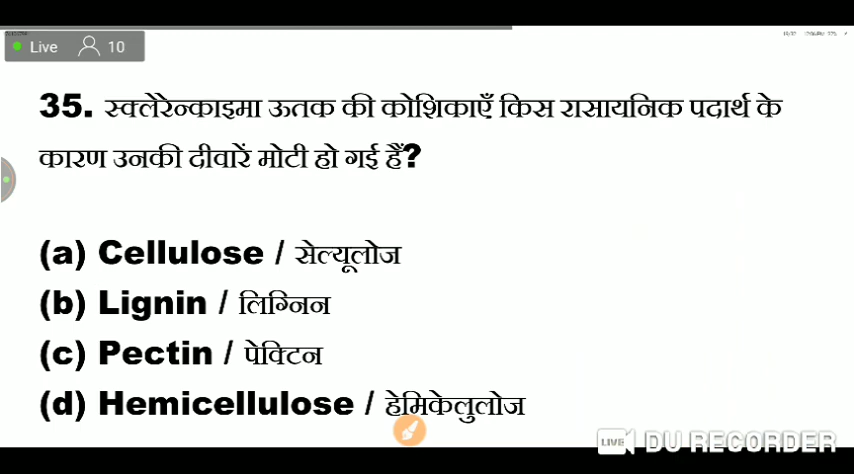 Live 10
35. स्क्लेरेन्काइमा ऊतक की कोशिकाएँ किस रासायनिक पदार्थ के
कारण उनकी दीवारें मोटी हो गई हैं?
(a) Cellulose / सेल्यूलोज
(b) Lignin / लिग्निन
(c) Pectin / पेक्टिन
(d) Hemicellulose / हेमिकेलुलोज
LIVE DU RECORDER